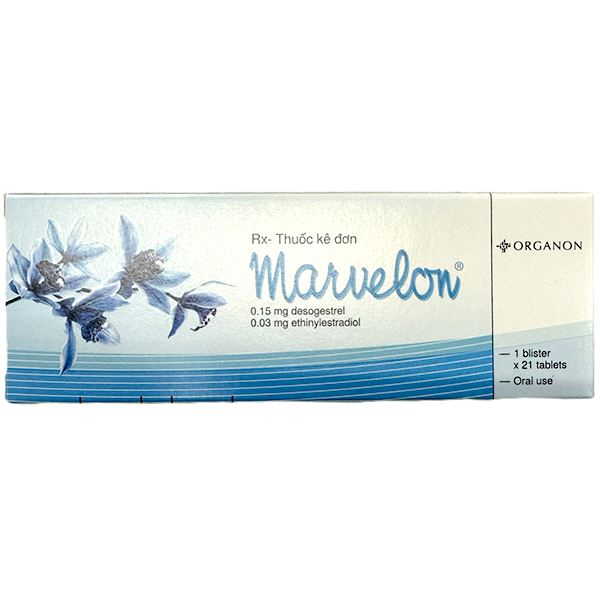 Rx- Thuốc kê đơn
Marvelon®
0.15 mg desogestrel
0.03 mg ethinylestradiol
ORGANON
— 1 blister
x 21 tablets
— Oral use